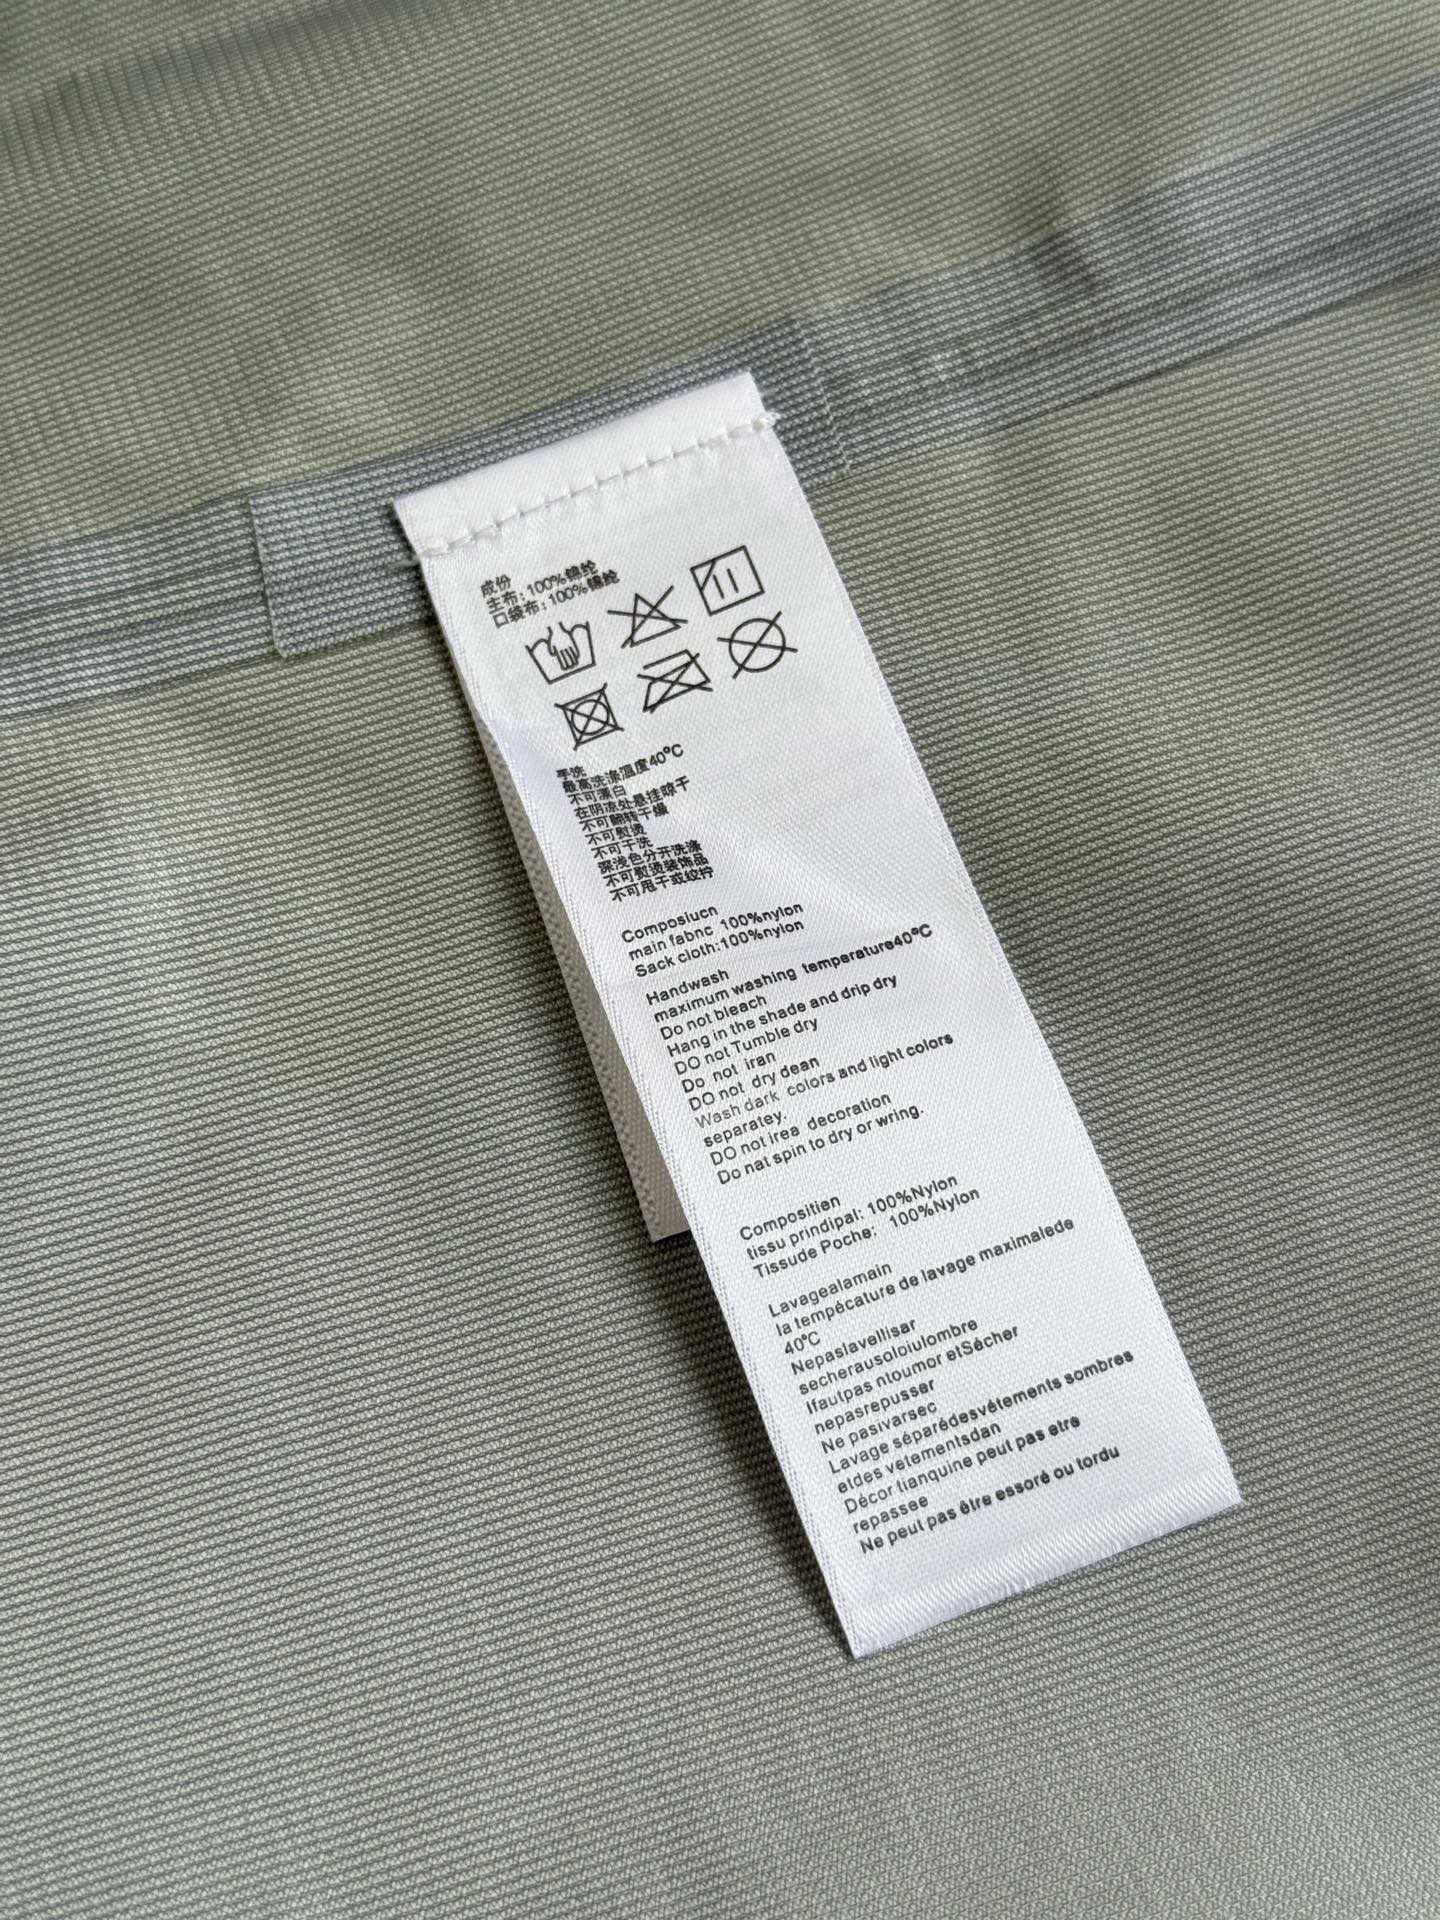 成份
主布:100%锦纶
口袋布:100%锦纶
手洗
最高洗涤温度40℃
不可漂白
在阴凉处悬挂晾干
不可翻转干燥
不可熨烫
不可干洗
深浅色分开洗涤
不可熨烫装饰品
不可甩干或绞拧
Composiucn
main fabnc 100%nylon
Sack cloth:100%nylon
Handwash
maximum washing temperature40℃
Do not bleach
Hang in the shade and drip dry
DO not Tumble dry
Do not iran
DO not dry dean
Wash dark colors and light colors
separatey.
DO not irea decoration
Do nat spin to dry or wring.
Compositien
tissu prindipal: 100%Nylon
Tissude Poche: 100%Nylon
Lavagealamain
la tempécature de lavage maximalede
40℃
Nepaslavellisar
secherausoloiulombre
Ifautpas ntoumor etSécher
nepasrepusser
Ne pasivarsec
Lavage séparédesvêtements sombres
etdes vetementsdan
Décor tianquine peut pas etre
repassee
Ne peut pas être essoré ou tordu